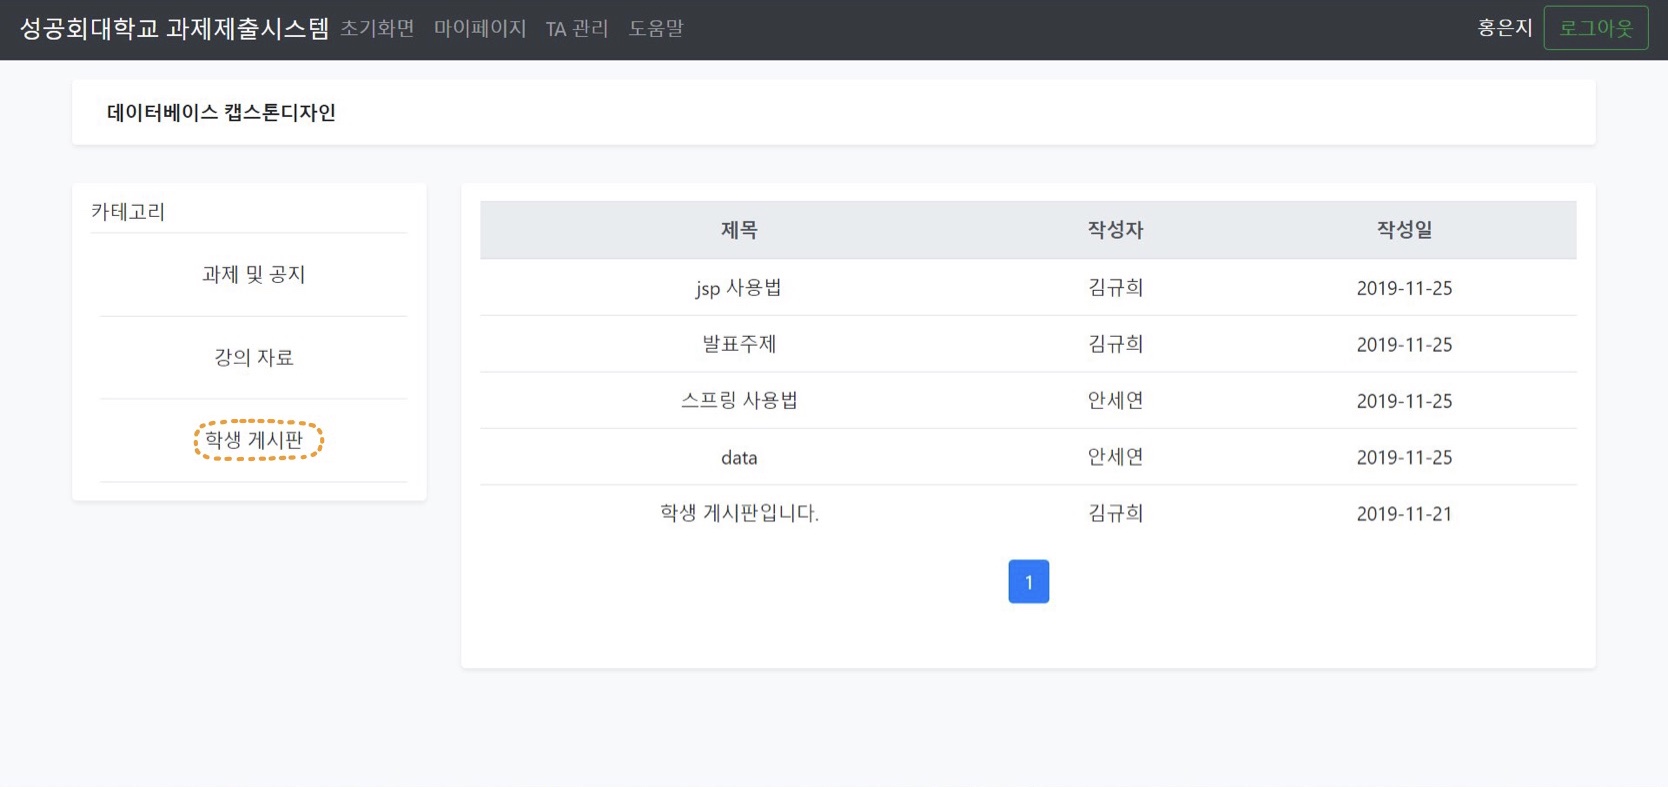 성공회대학교 과제제출시스템 초기화면 마이페이지 TA 관리 도움말 홍은지 로그아웃
데이터베이스 캡스톤디자인
카테고리
과제 및 공지
강의 자료
학생 게시판
제목 작성자 작성일
jsp 사용법 김규희 2019-11-25
발표주제 김규희 2019-11-25
스프링 사용법 안세연 2019-11-25
data 안세연 2019-11-25
학생 게시판입니다. 김규희 2019-11-21
1